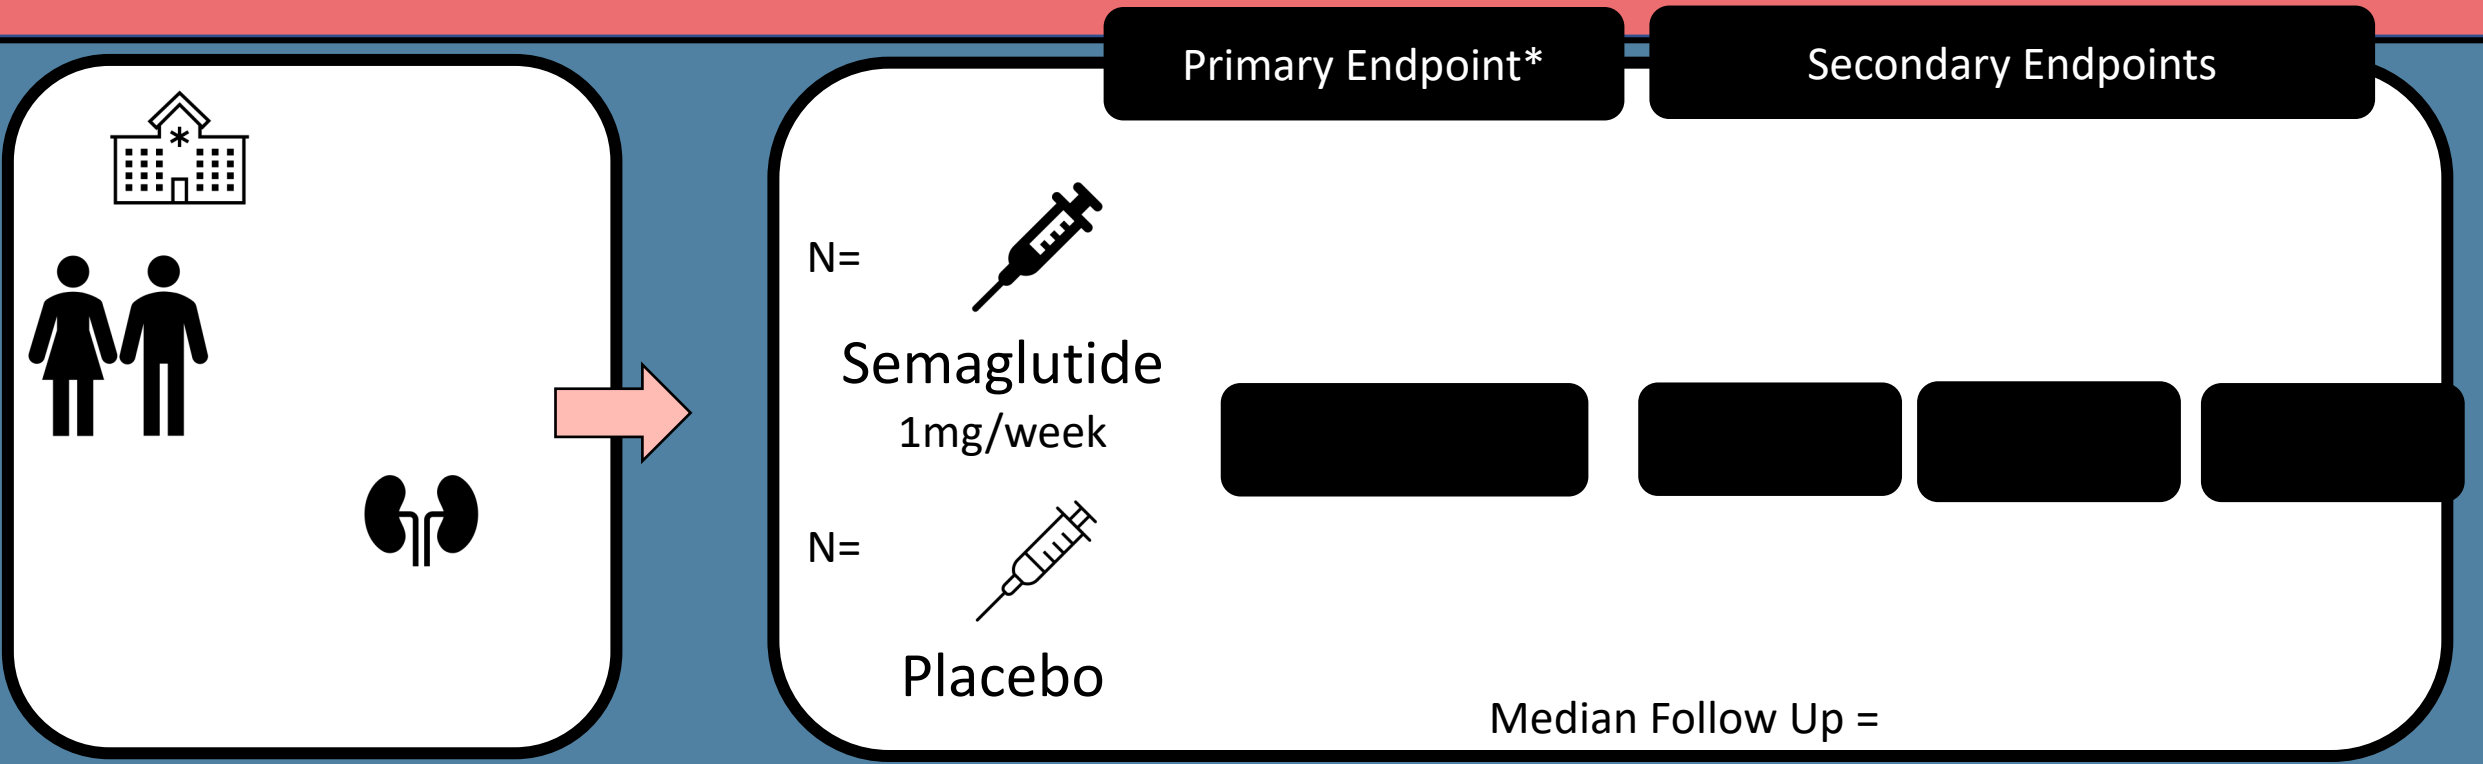 Primary Endpoint*
Secondary Endpoints
N=
Semaglutide
1mg/week
N=
Placebo
Median Follow Up =